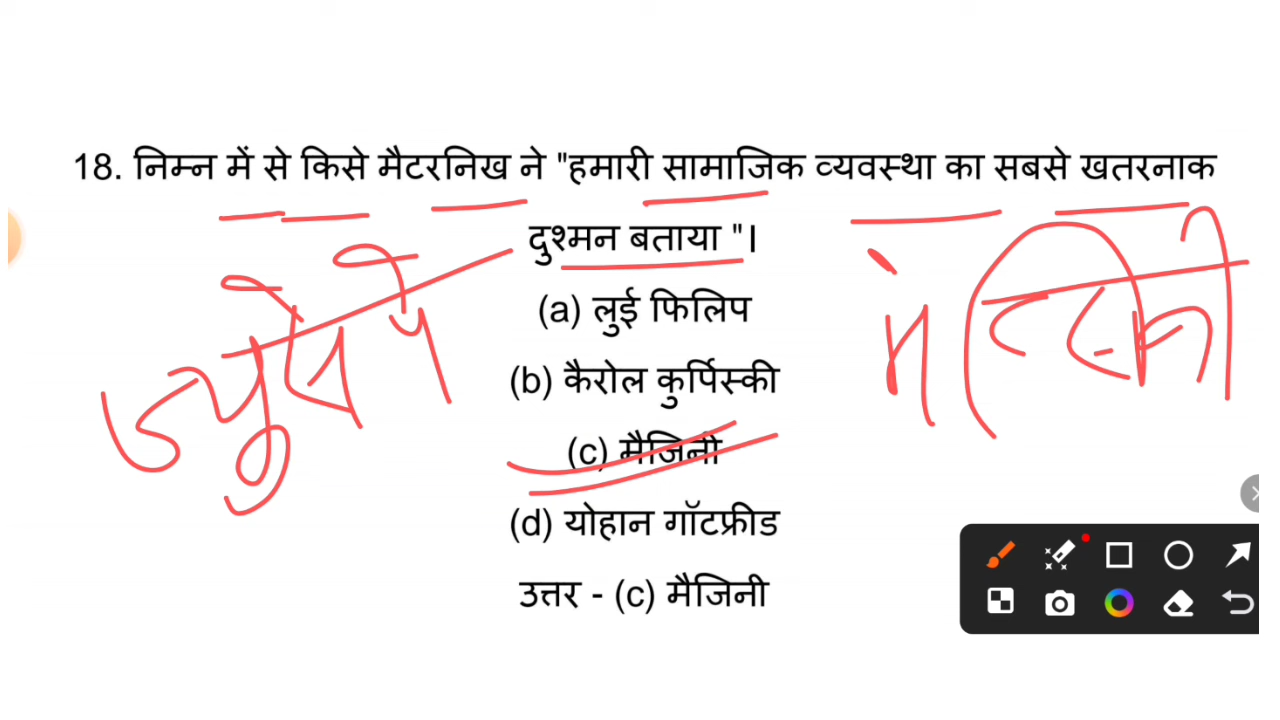 18. निम्न में से किसे मैटरनिख ने "हमारी सामाजिक व्यवस्था का सबसे खतरनाक
दुश्मन बताया "।
(a) लुई फिलिप
(b) कैरोल कुर्पिस्की
(c) मैजिनी
(d) योहान गॉटफ्रीड
उत्तर - (c) मैजिनी